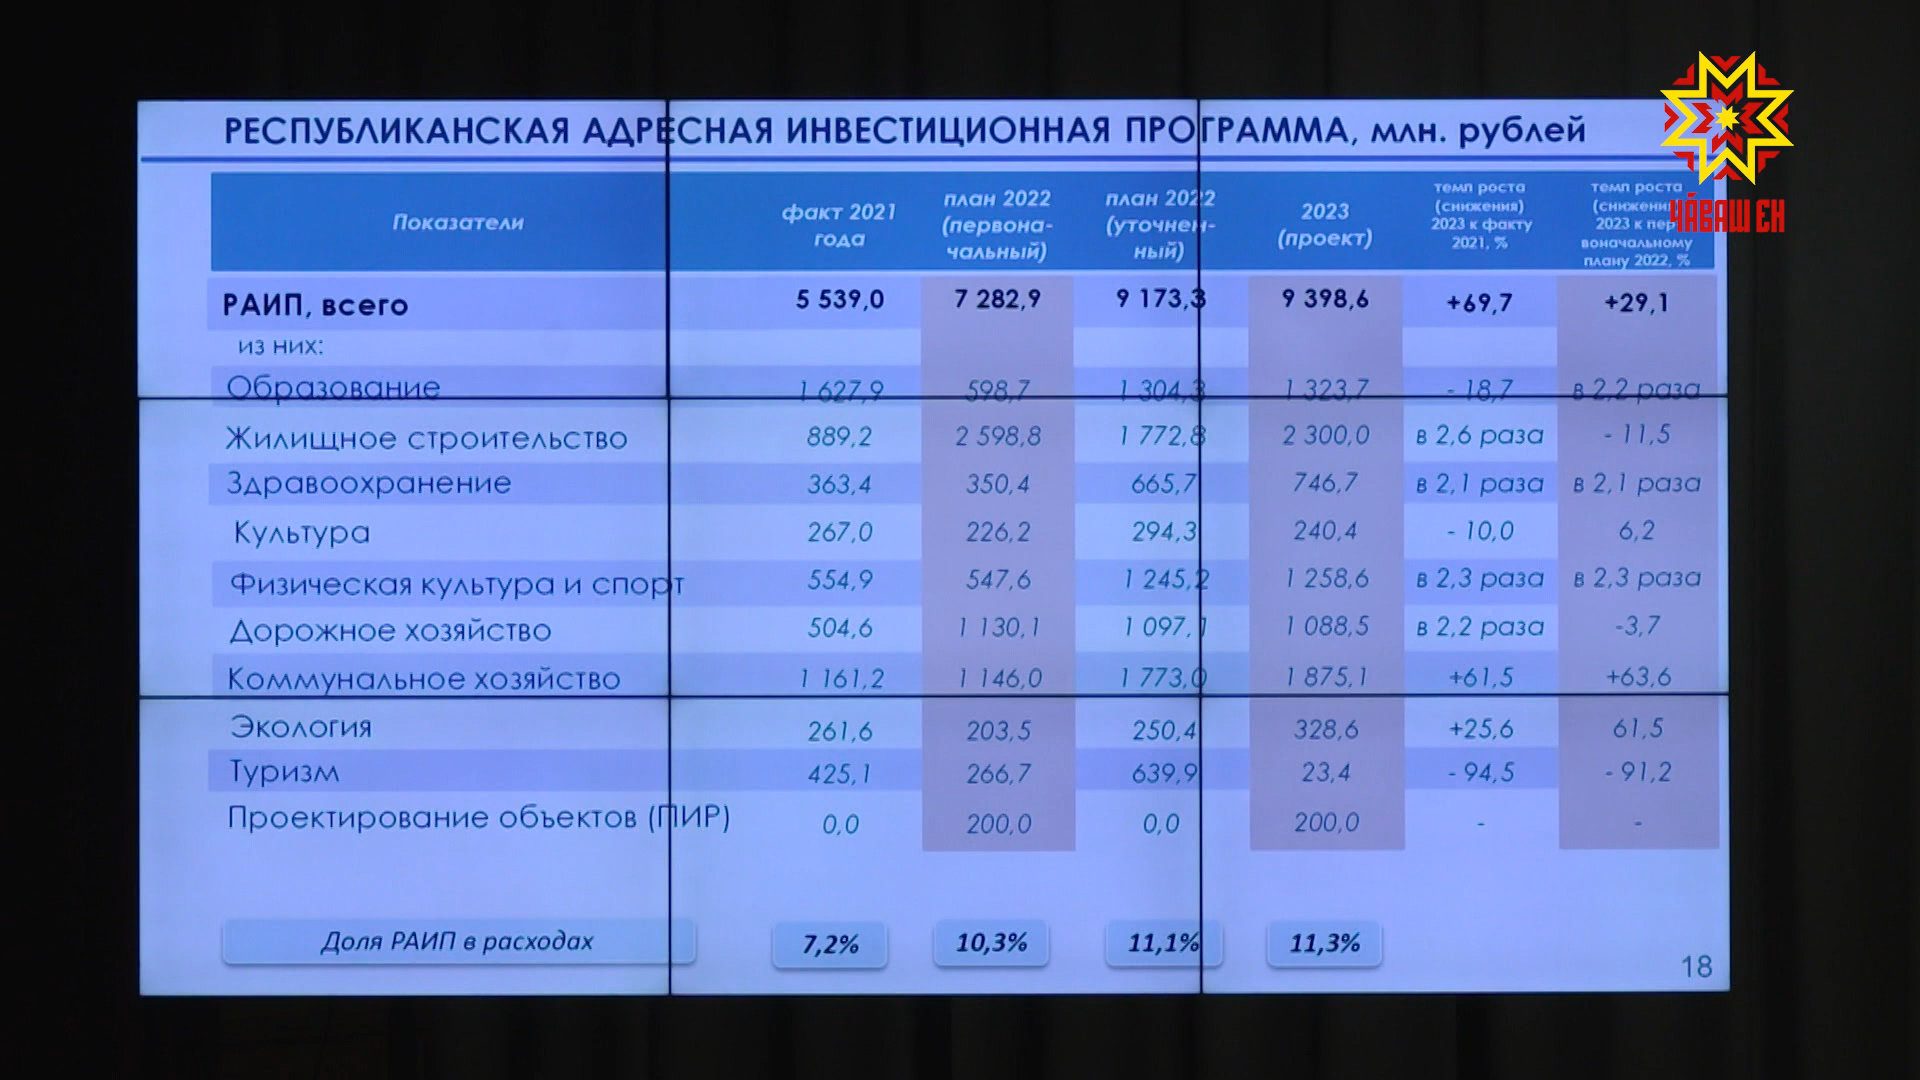 РЕСПУБЛИКАНСКАЯ АДРЕСНАЯ ИНВЕСТИЦИОННАЯ ПРОГРАММА, млн. рублей
ЧӐВАШ ЕН
Показатели факт 2021 года план 2022 (первона-чальный) план 2022 (уточнен-ный) 2023 (проект) темп роста (снижения) 2023 к факту 2021, % темп роста (снижени 2023 к пер воначальному плану 2022, %
РАИП, всего 5 539,0 7 282,9 9 173,3 9 398,6 +69,7 +29,1
из них:
Образование 1 627,9 598,7 1 304,3 1 323,7 - 18,7 в 2,2 раза
Жилищное строительство 889,2 2 598,8 1 772,8 2 300,0 в 2,6 раза - 11,5
Здравоохранение 363,4 350,4 665,7 746,7 в 2,1 раза в 2,1 раза
Культура 267,0 226,2 294,3 240,4 - 10,0 6,2
Физическая культура и спорт 554,9 547,6 1 245,2 1 258,6 в 2,3 раза в 2,3 раза
Дорожное хозяйство 504,6 1 130,1 1 097,1 1 088,5 в 2,2 раза -3,7
Коммунальное хозяйство 1 161,2 1 146,0 1 773,0 1 875,1 +61,5 +63,6
Экология 261,6 203,5 250,4 328,6 +25,6 61,5
Туризм 425,1 266,7 639,9 23,4 - 94,5 - 91,2
Проектирование объектов (ПИР) 0,0 200,0 0,0 200,0 - -
Доля РАИП в расходах 7,2% 10,3% 11,1% 11,3%
18